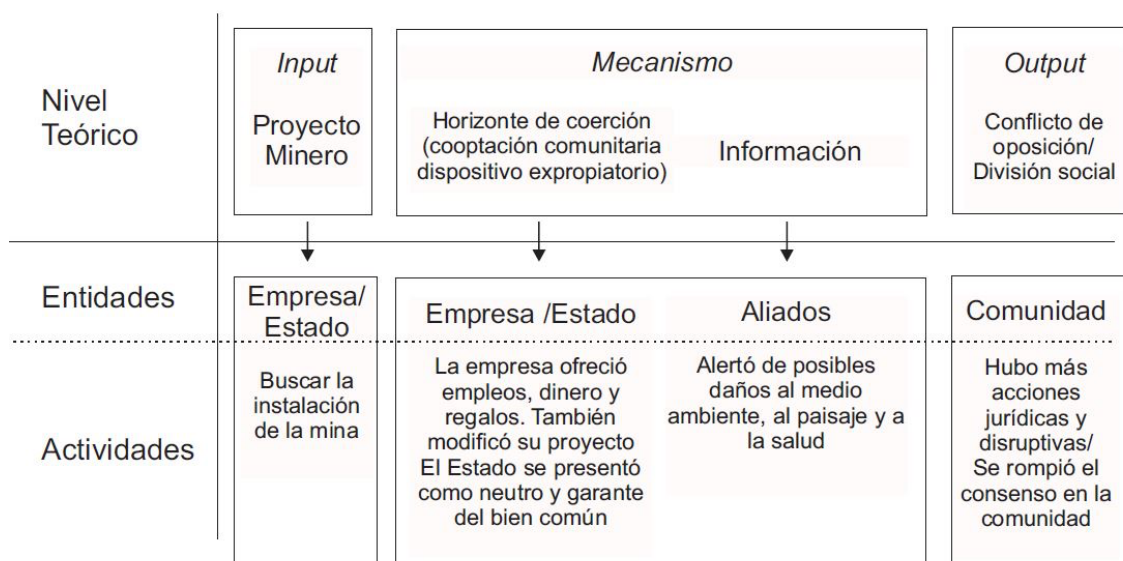 Nivel
Teórico
Input
Proyecto
Minero
Mecanismo
Horizonte de coerción
(cooptación comunitaria
dispositivo expropiatorio)
Información
Output
Conflicto de
oposición/
División social
Entidades
Empresa/
Estado
Empresa /Estado
Aliados
Comunidad
Actividades
Buscar la
instalación
de la mina
La empresa ofreció
empleos, dinero y
regalos. También
modificó su proyecto
El Estado se presentó
como neutro y garante
del bien común
Alertó de posibles
daños al medio
ambiente, al paisaje y a
la salud
Hubo más
acciones
jurídicas y
disruptivas/
Se rompió el
consenso en la
comunidad